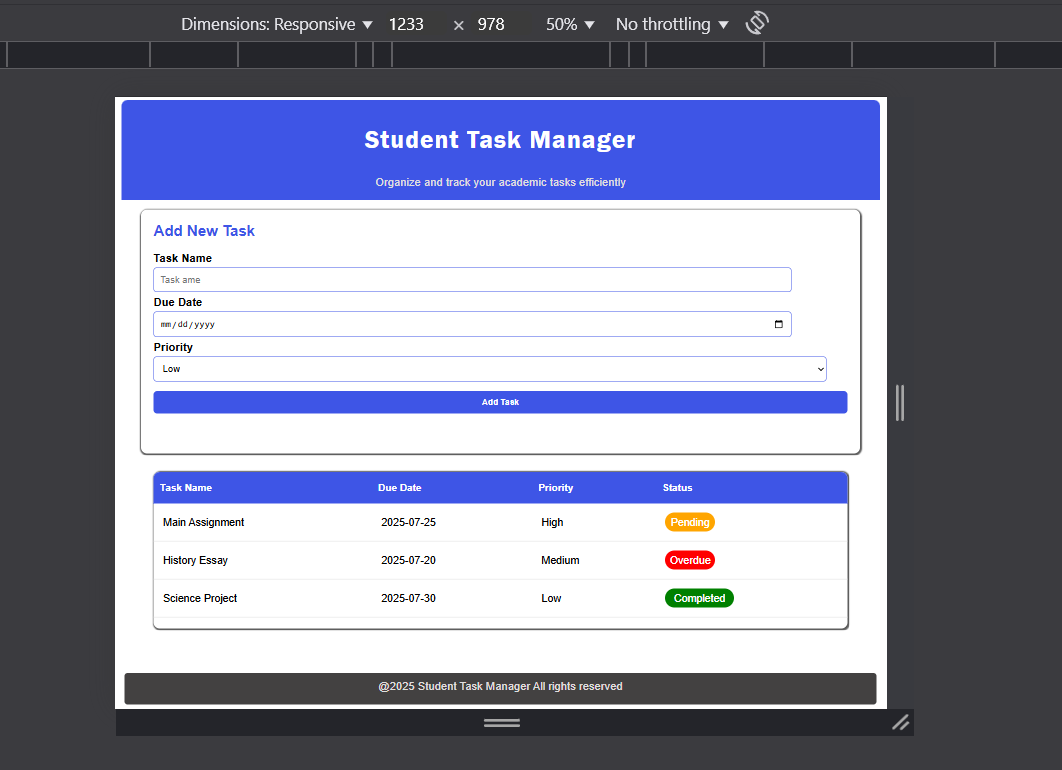 Dimensions: Responsive 1233 × 978 50% No throttling
Student Task Manager
Organize and track your academic tasks efficiently
Add New Task
Task Name
Task ame
Due Date
mm/dd/yyyy
Priority
Low
Add Task
Task Name Due Date Priority Status
Main Assignment 2025-07-25 High Pending
History Essay 2025-07-20 Medium Overdue
Science Project 2025-07-30 Low Completed
@2025 Student Task Manager All rights reserved